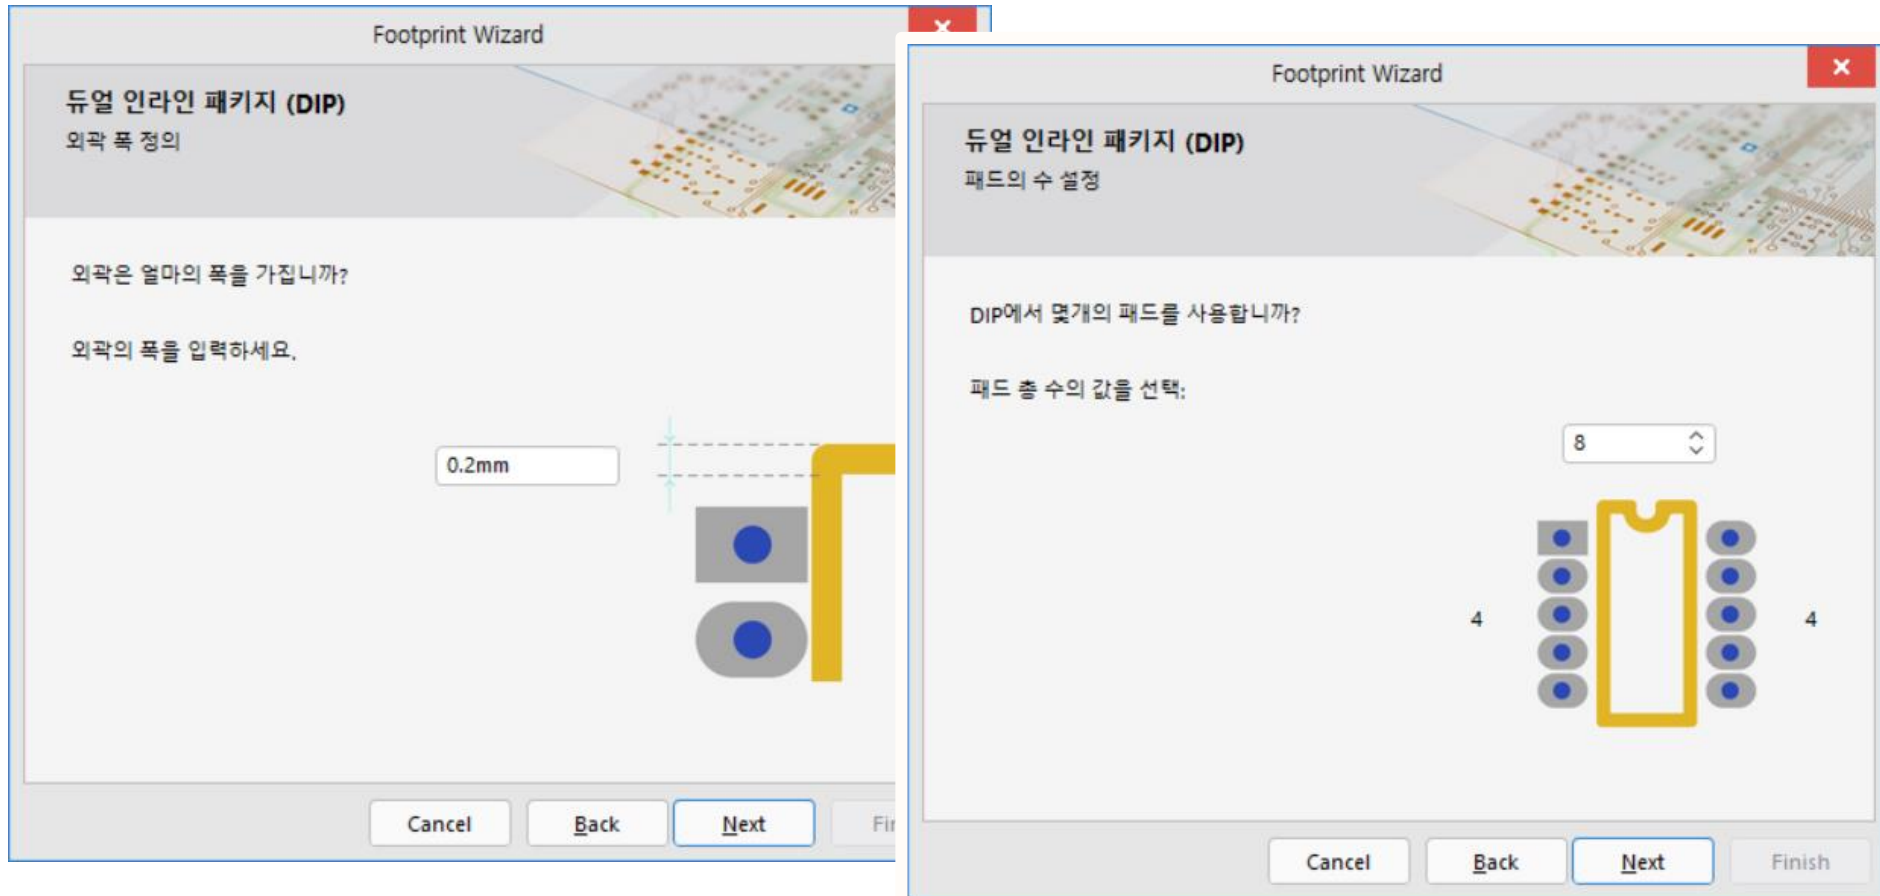 Footprint Wizard
듀얼 인라인 패키지 (DIP)
외곽 폭 정의
외곽은 얼마의 폭을 가집니까?
외곽의 폭을 입력하세요.
0.2mm
Cancel
Back
Next
Footprint Wizard
듀얼 인라인 패키지 (DIP)
패드의 수 설정
DIP에서 몇개의 패드를 사용합니까?
패드 총 수의 값을 선택:
8
4
4
Cancel
Back
Next
Finish